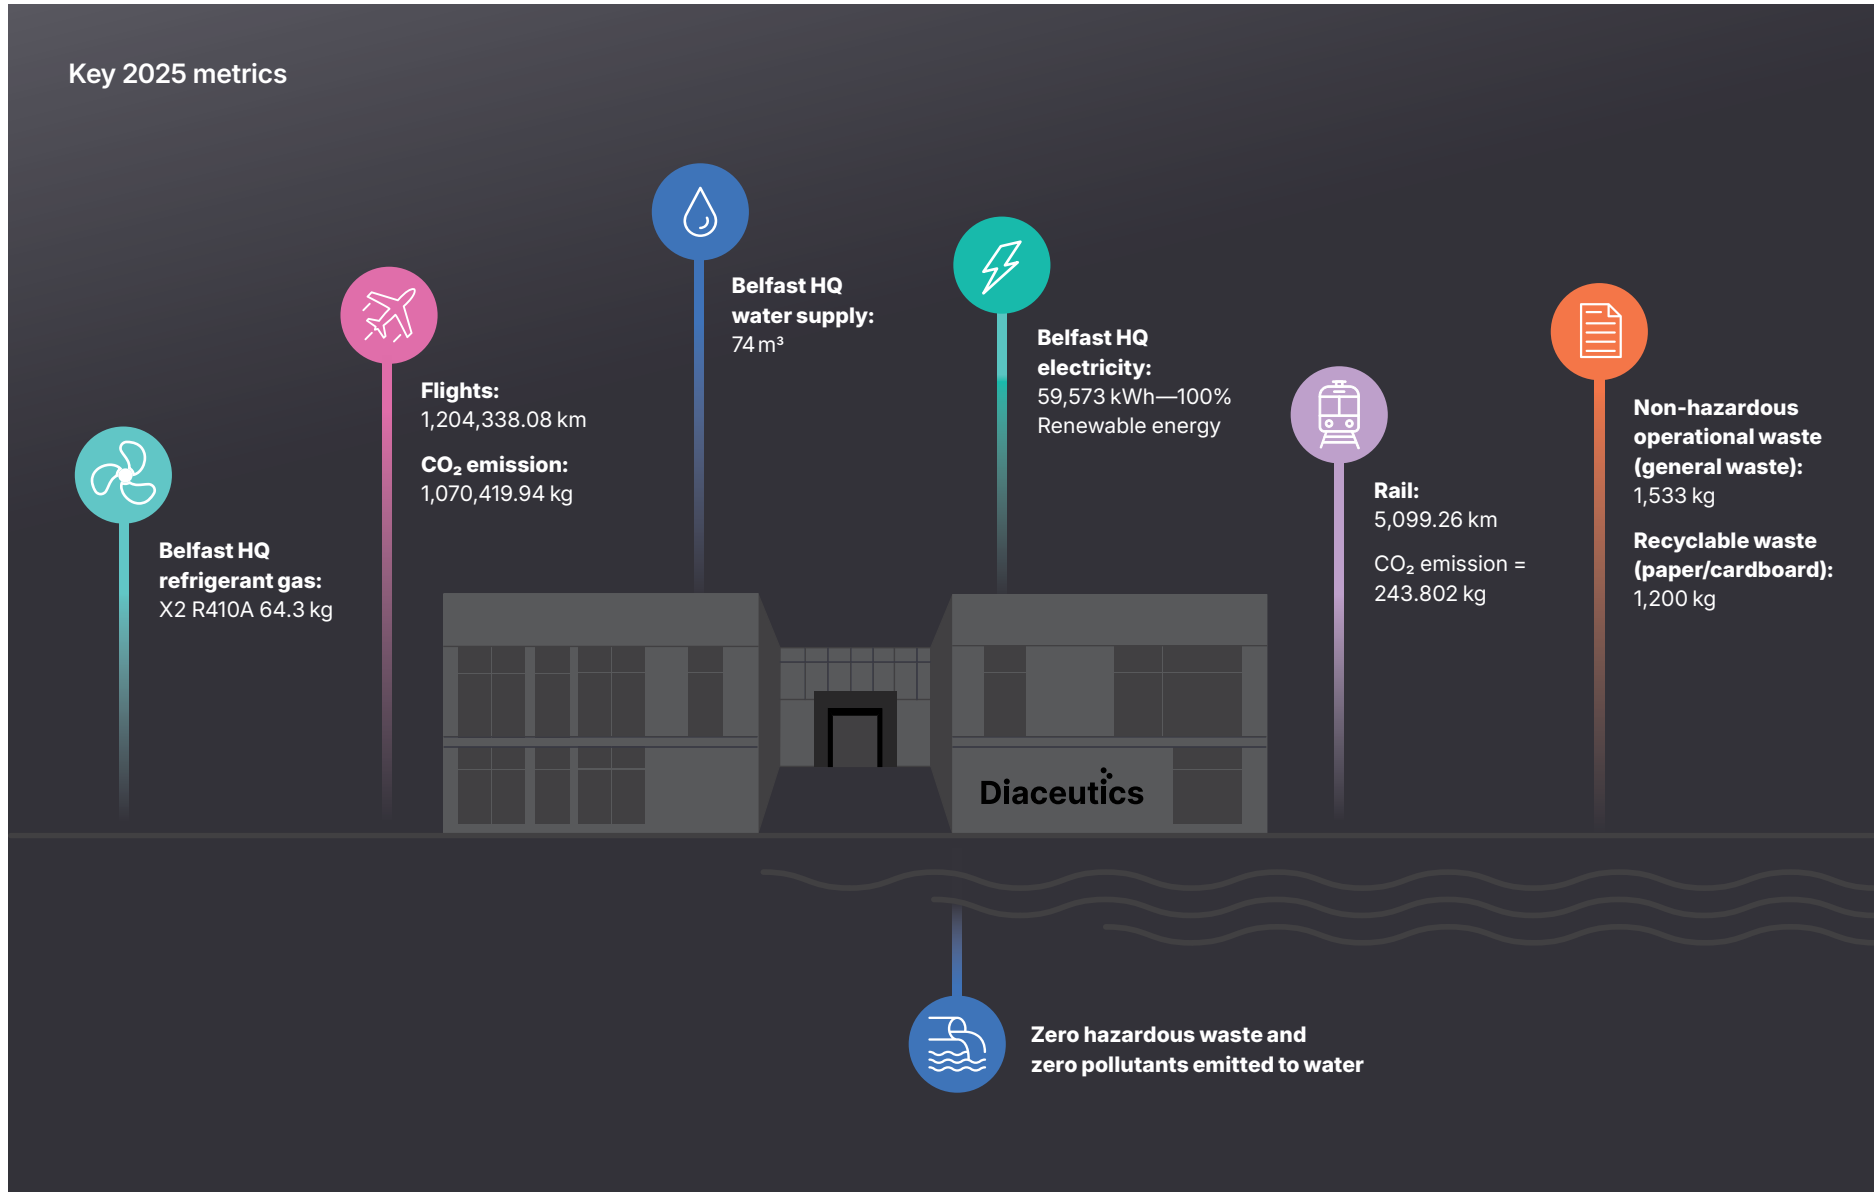 Key 2025 metrics
Belfast HQ
refrigerant gas:
X2 R410A 64.3 kg
Flights:
1,204,338.08 km
CO₂ emission:
1,070,419.94 kg
Belfast HQ
water supply:
74 m³
Belfast HQ
electricity:
59,573 kWh—100%
Renewable energy
Rail:
5,099.26 km
CO₂ emission =
243.802 kg
Non-hazardous
operational waste
(general waste):
1,533 kg
Recyclable waste
(paper/cardboard):
1,200 kg
Diaceutics
Zero hazardous waste and
zero pollutants emitted to water